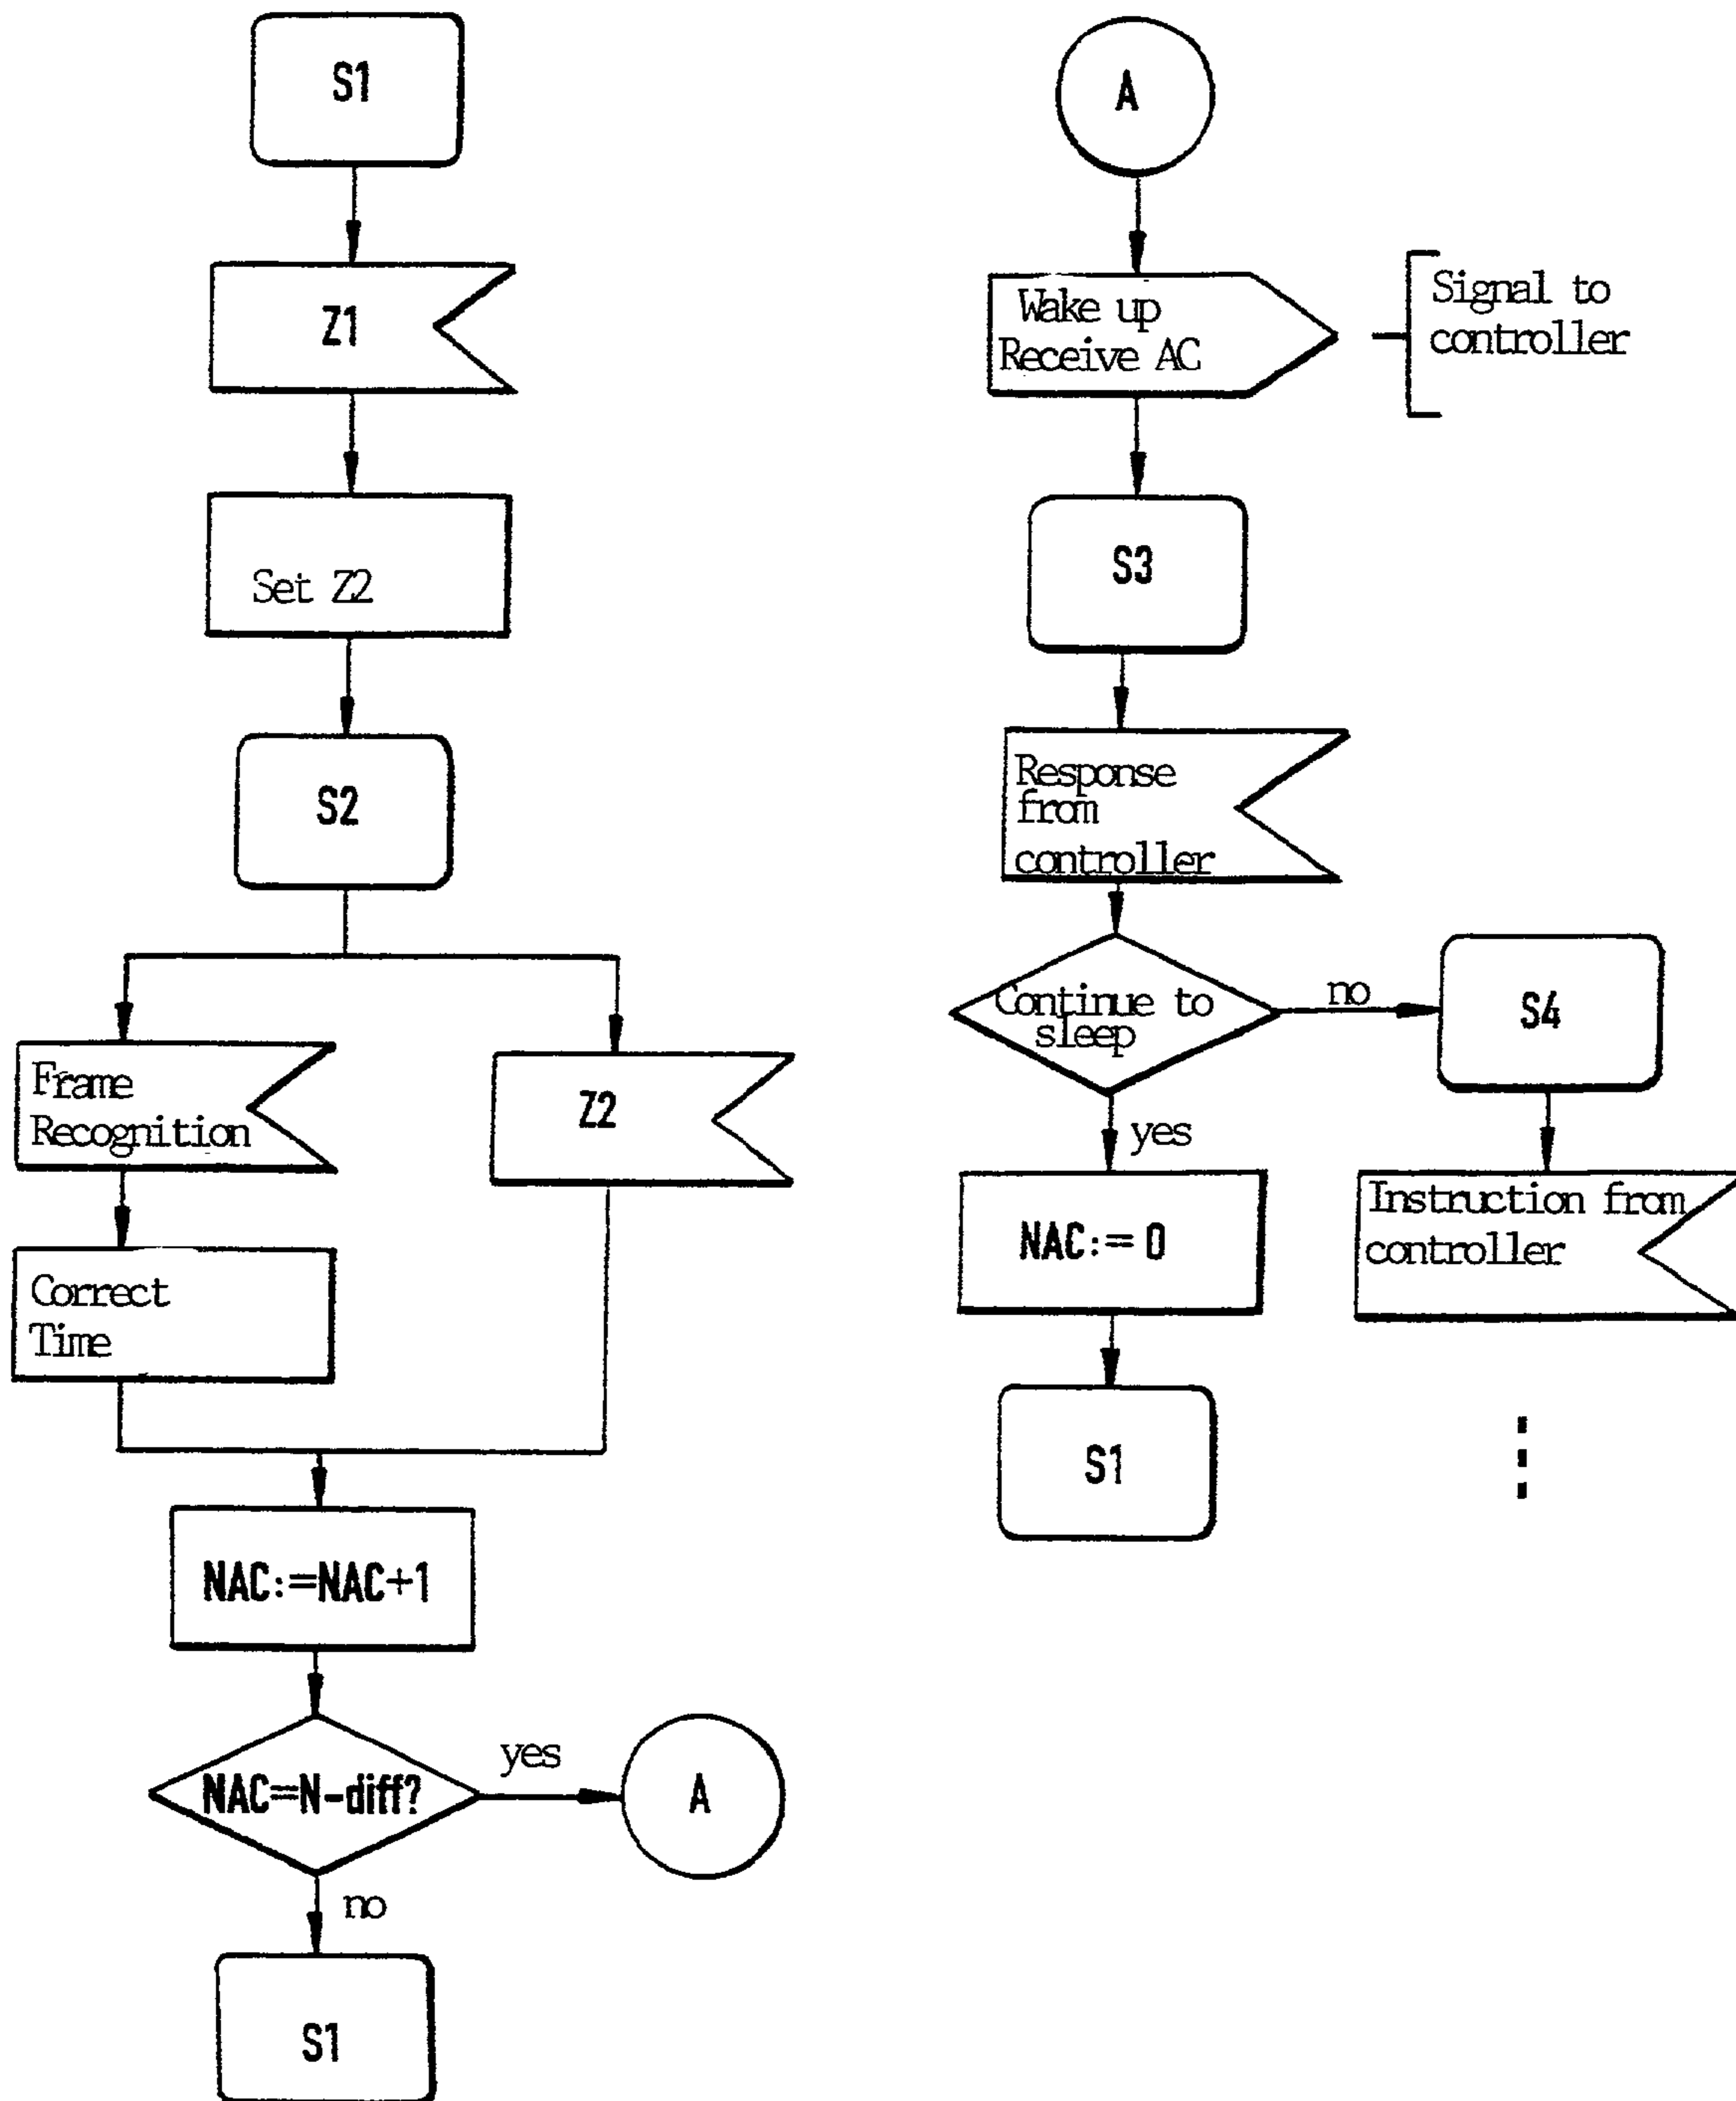 S1
Z1
Set Z2
S2
Frame
Recognition
Z2
Correct
Time
NAC:=NAC+1
NAC=N-diff?
yes
A
no
S1
A
Wake up
Receive AC
Signal to
controller
S3
Response
from
controller
Continue to
sleep
no
S4
yes
NAC:= 0
Instruction from
controller
S1